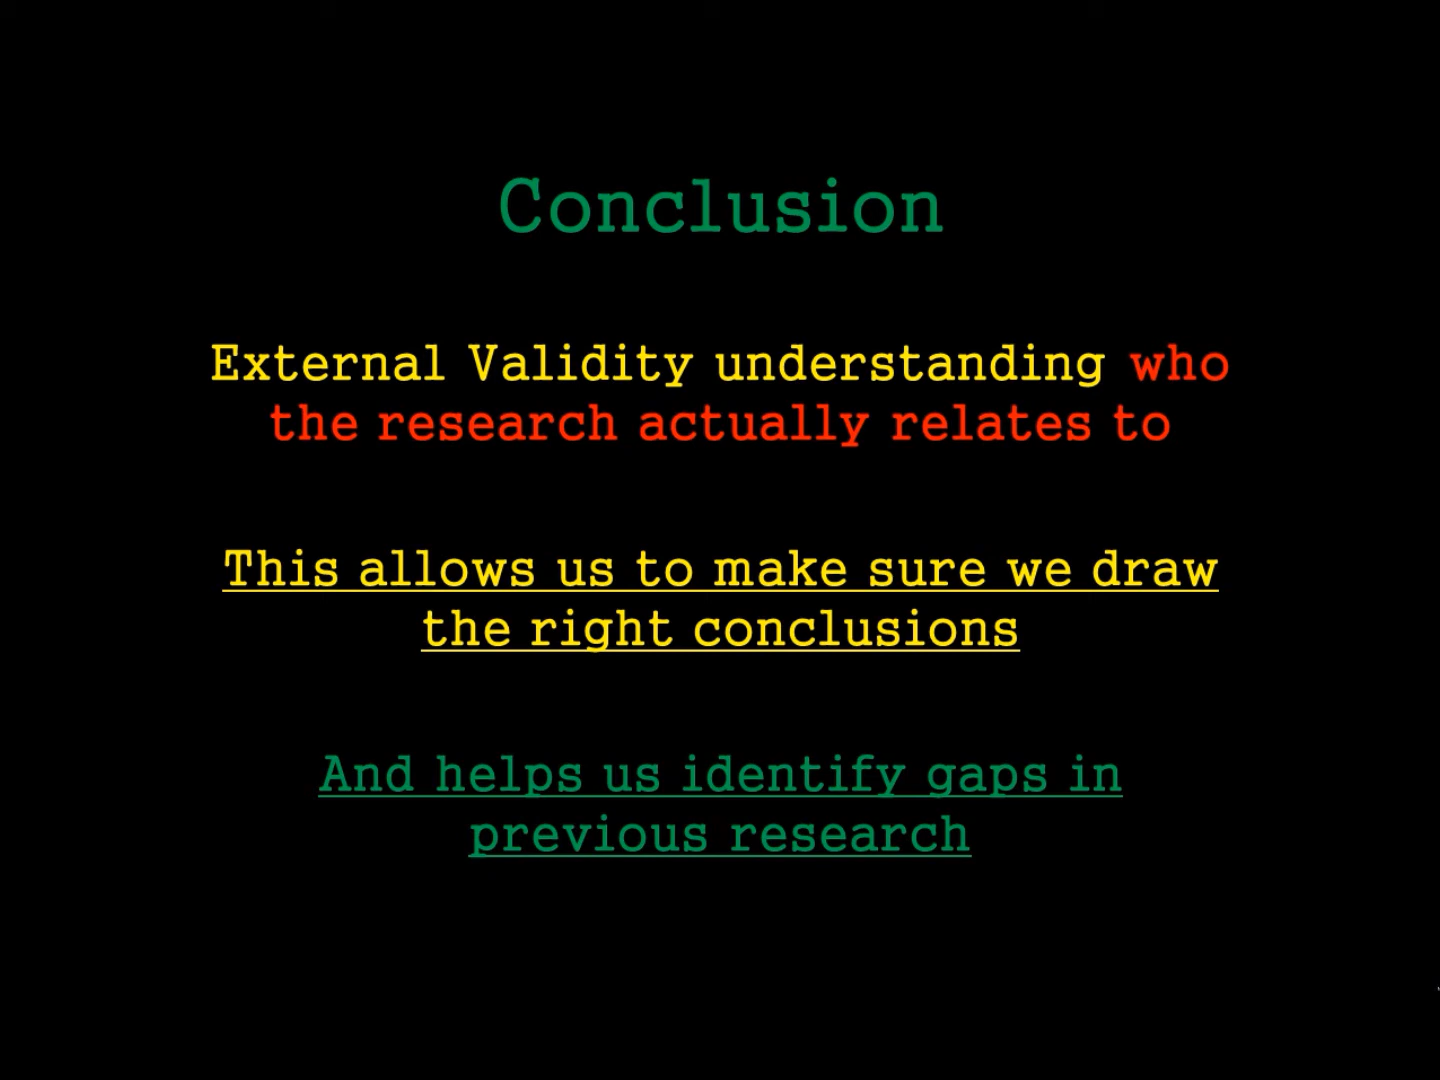 Conclusion
External Validity understanding who
the research actually relates to
This allows us to make sure we draw
the right conclusions
And helps us identify gaps in
previous research